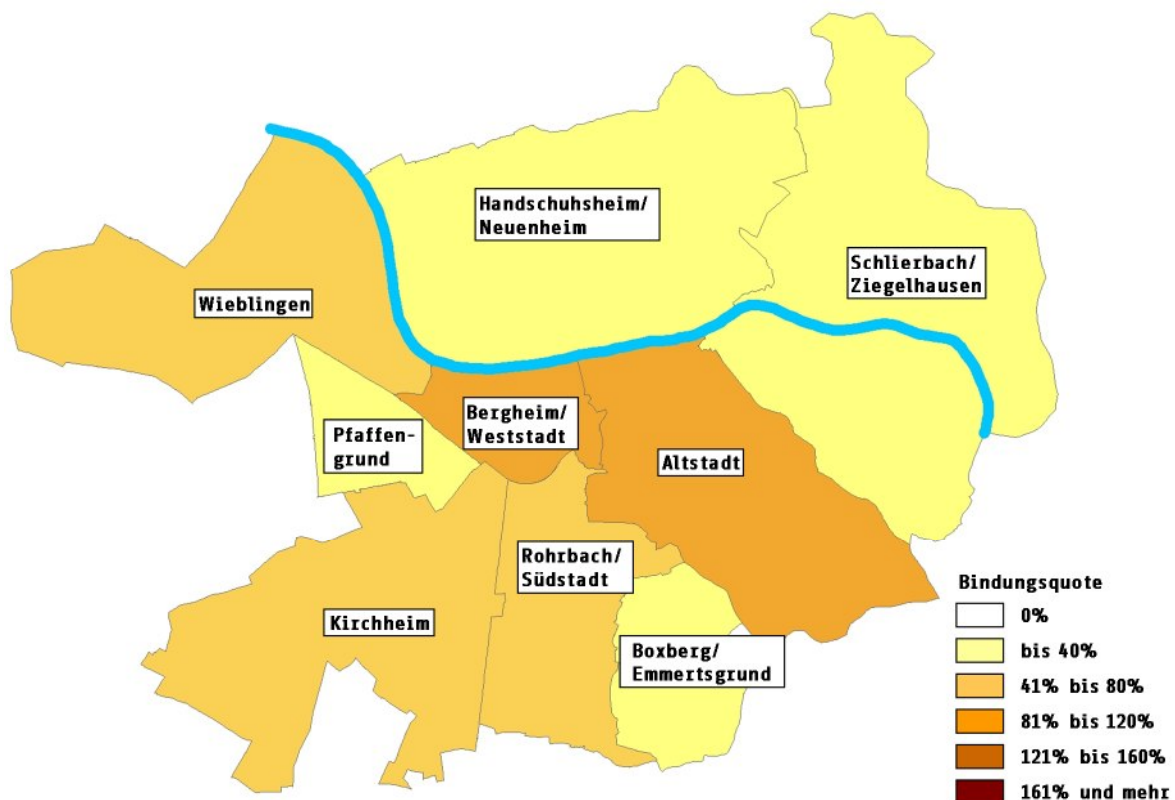 Handschuhsheim/
Neuenheim
Schlierbach/
Ziegelhausen
Wieblingen
Bergheim/
Weststadt
Pfaffen-
grund
Altstadt
Rohrbach/
Südstadt
Kirchheim
Boxberg/
Emmertsgrund
Bindungsquote
0%
bis 40%
41% bis 80%
81% bis 120%
121% bis 160%
161% und mehr